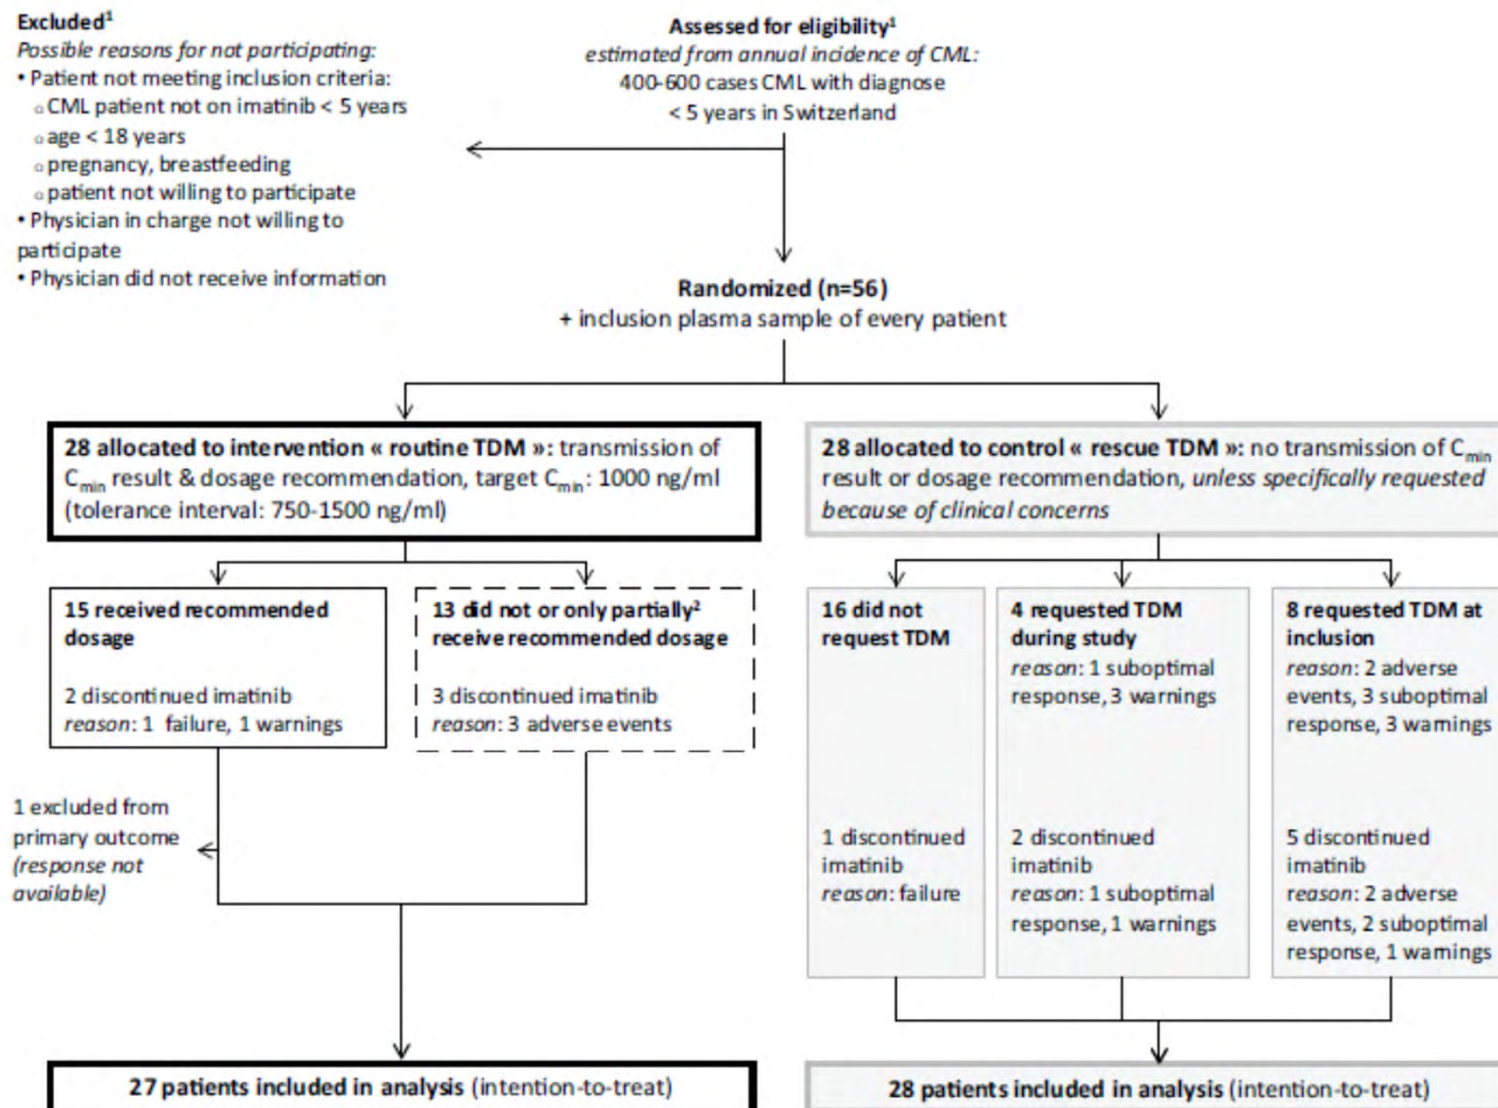 Excluded¹
Possible reasons for not participating:
• Patient not meeting inclusion criteria:
o CML patient not on imatinib < 5 years
o age < 18 years
o pregnancy, breastfeeding
o patient not willing to participate
• Physician in charge not willing to
participate
• Physician did not receive information
Assessed for eligibility¹
estimated from annual incidence of CML:
400-600 cases CML with diagnose
< 5 years in Switzerland
Randomized (n=56)
+ inclusion plasma sample of every patient
28 allocated to intervention « routine TDM »: transmission of
Cmin result & dosage recommendation, target Cmin: 1000 ng/ml
(tolerance interval: 750-1500 ng/ml)
28 allocated to control « rescue TDM »: no transmission of Cmin
result or dosage recommendation, unless specifically requested
because of clinical concerns
15 received recommended
dosage
2 discontinued imatinib
reason: 1 failure, 1 warnings
13 did not or only partially²
receive recommended dosage
3 discontinued imatinib
reason: 3 adverse events
16 did not
request TDM
1 discontinued
imatinib
reason: failure
4 requested TDM
during study
reason: 1 suboptimal
response, 3 warnings
2 discontinued
imatinib
reason: 1 suboptimal
response, 1 warnings
8 requested TDM at
inclusion
reason: 2 adverse
events, 3 suboptimal
response, 3 warnings
5 discontinued
imatinib
reason: 2 adverse
events, 2 suboptimal
response, 1 warnings
1 excluded from
primary outcome
(response not
available)
27 patients included in analysis (intention-to-treat)
28 patients included in analysis (intention-to-treat)